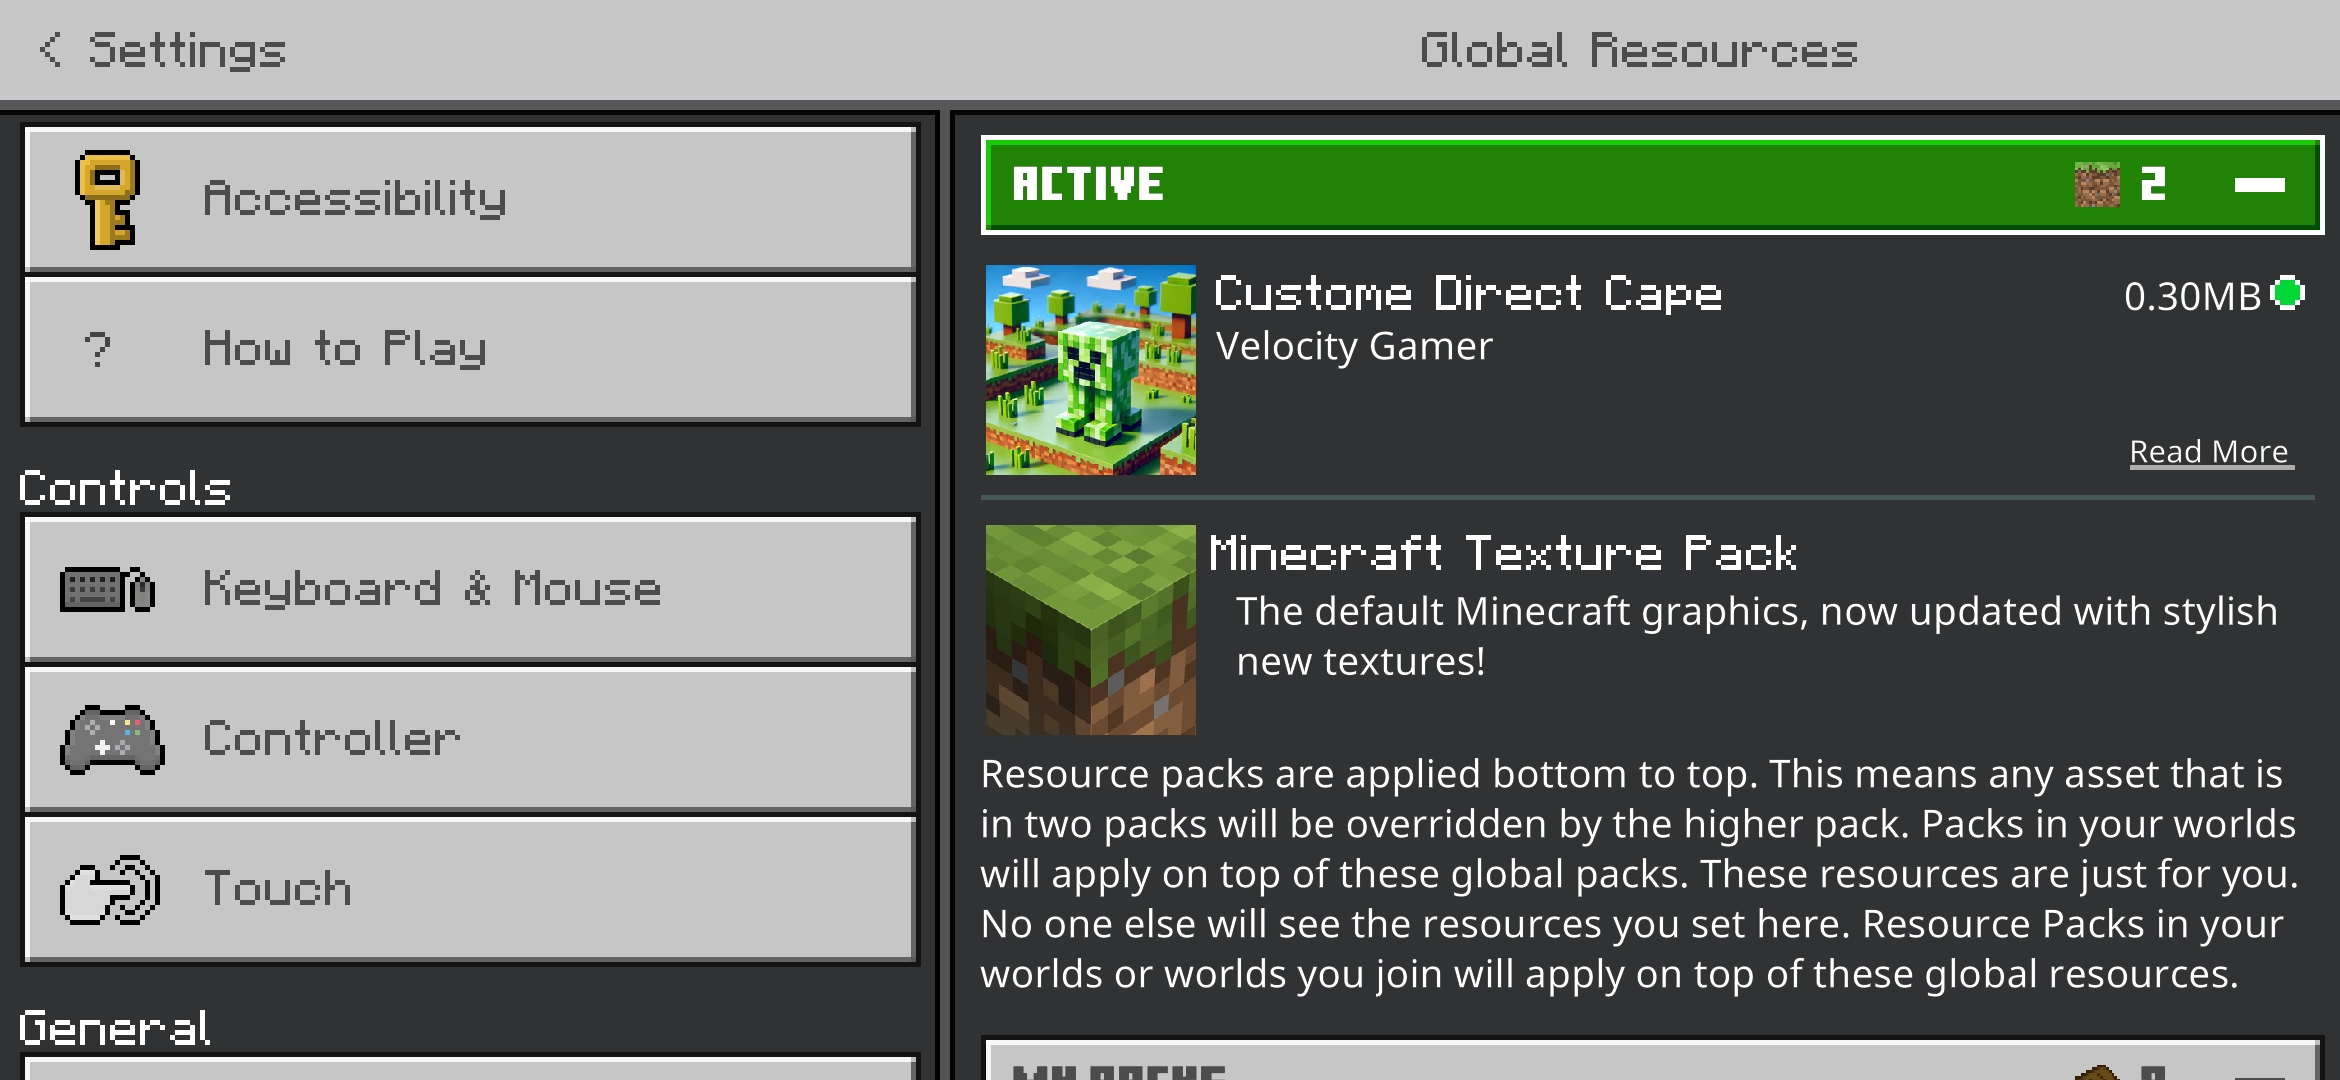 Settings
Global Resources
Accessibility
? How to Play
Controls
Keyboard & Mouse
Controller
Touch
General
ACTIVE 2
Custome Direct Cape 0.30MB
Velocity Gamer
Read More
Minecraft Texture Pack
The default Minecraft graphics, now updated with stylish
new textures!
Resource packs are applied bottom to top. This means any asset that is
in two packs will be overridden by the higher pack. Packs in your worlds
will apply on top of these global packs. These resources are just for you.
No one else will see the resources you set here. Resource Packs in your
worlds or worlds you join will apply on top of these global resources.
MY PACKS